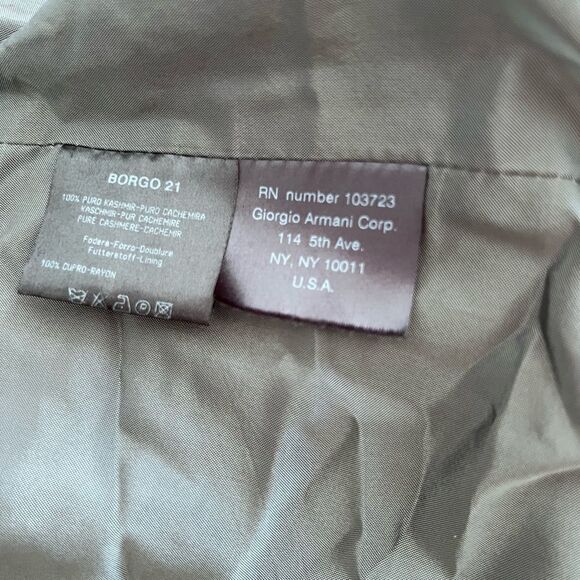 BORGO 21
100% PURO KASHMIR-PURO CACHEMIRA
KASCHMIR-PUR CACHEMIRE
PURE CASHMERE-CACHEMIR
Fodera-Forro-Doublure
Futterstoff-Lining
100% CUPRO-RAYON
RN number 103723
Giorgio Armani Corp.
114 5th Ave.
NY, NY 10011
U.S.A.